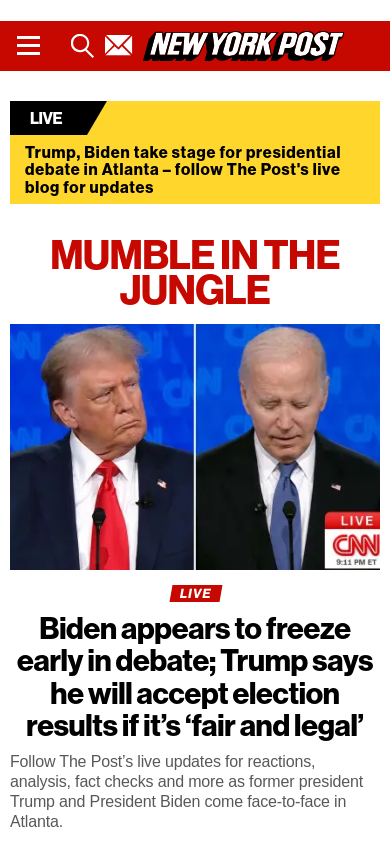 NEW YORK POST
LIVE
Trump, Biden take stage for presidential
debate in Atlanta – follow The Post's live
blog for updates
MUMBLE IN THE
JUNGLE
LIVE
CNN
9:11 PM ET
LIVE
Biden appears to freeze
early in debate; Trump says
he will accept election
results if it’s ‘fair and legal’
Follow The Post’s live updates for reactions,
analysis, fact checks and more as former president
Trump and President Biden come face-to-face in
Atlanta.